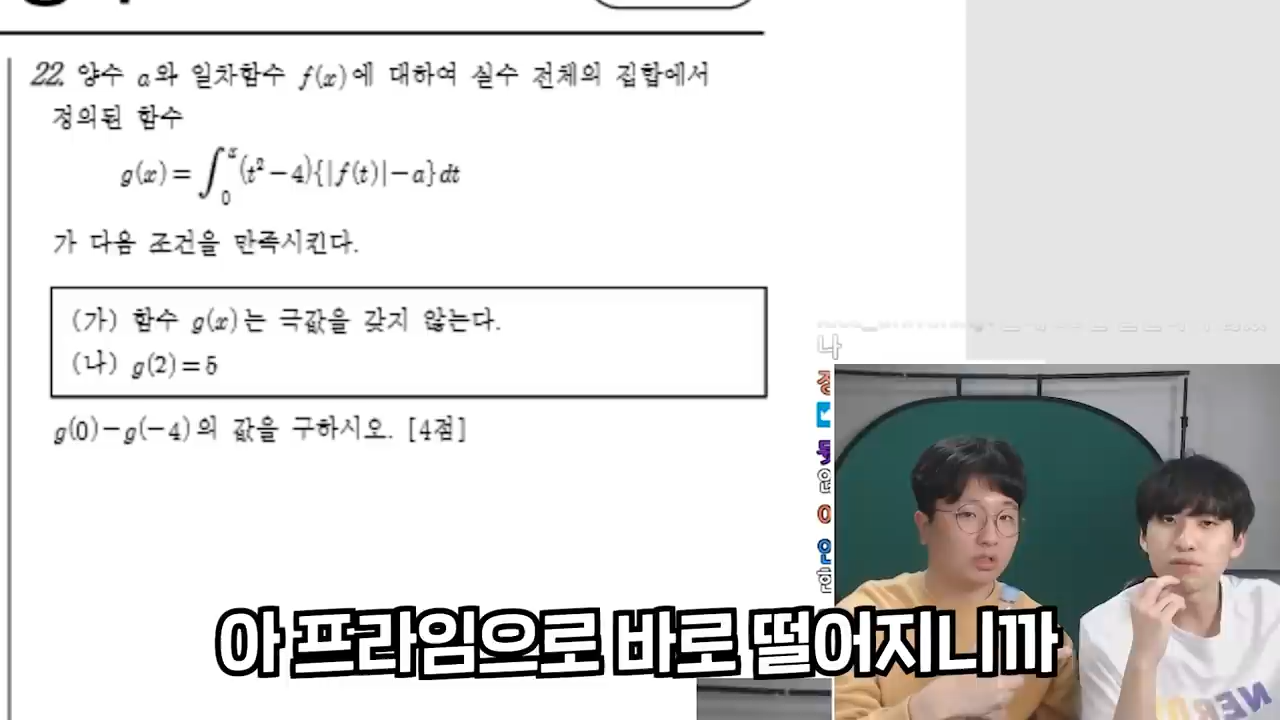 22. 양수 a와 일차함수 f(x)에 대하여 실수 전체의 집합에서
정의된 함수
g(x)=∫₀ˣ(t²-4){|f(t)|-a}dt
가 다음 조건을 만족시킨다.
(가) 함수 g(x)는 극값을 갖지 않는다.
(나) g(2)=5
g(0)-g(-4)의 값을 구하시오. [4점]
나
아 프라임으로 바로 떨어지니까